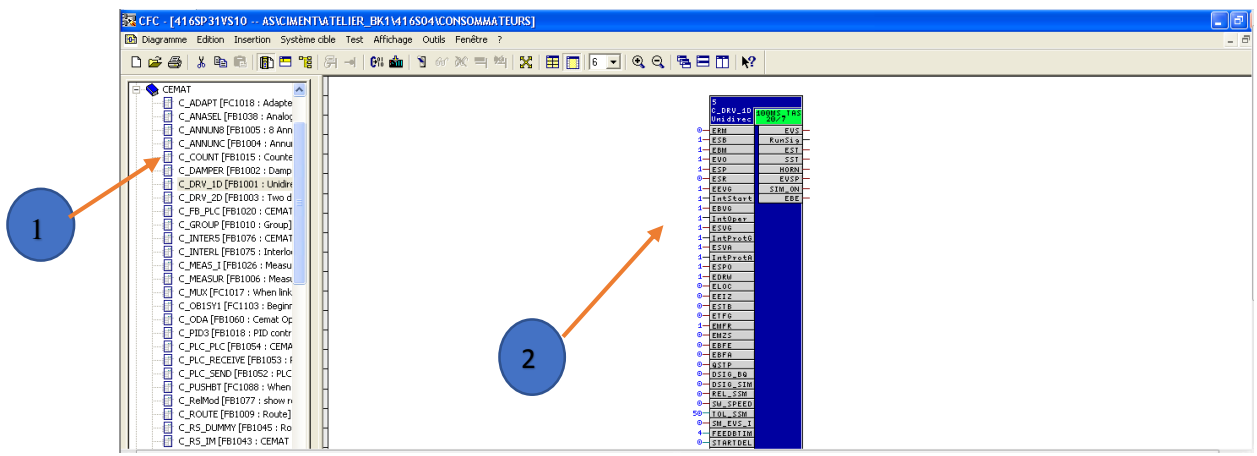 CFC - [416SP31VS10 -- AS\CIMENT\ATELIER_BK1\416S04\CONSOMMATEURS]
Diagramme Edition Insertion Système cible Test Affichage Outils Fenêtre ?
6
CEMAT
C_ADAPT [FC1018 : Adapte
C_ANASEL [FB1038 : Analog
C_ANNUN8 [FB1005 : 8 Ann
C_ANNUNC [FB1004 : Annu
C_COUNT [FB1015 : Counte
C_DAMPER [FB1002 : Damp
C_DRV_1D [FB1001 : Unidire
C_DRV_2D [FB1003 : Two d
C_FB_PLC [FB1020 : CEMAT
C_GROUP [FB1010 : Group]
C_INTER5 [FB1076 : CEMAT
C_INTERL [FB1075 : Interlo
C_MEAS_I [FB1026 : Measu
C_MEASUR [FB1006 : Measu
C_MUX [FC1017 : When link
C_OB1SY1 [FC1103 : Beginr
C_ODA [FB1060 : Cemat Op
C_PID3 [FB1018 : PID contr
C_PLC_PLC [FB1054 : CEMA
C_PLC_RECEIVE [FB1053 : F
C_PLC_SEND [FB1052 : PLC
C_PUSHBT [FC1088 : When
C_RelMod [FB1077 : show r
C_ROUTE [FB1009 : Route]
C_RS_DUMMY [FB1045 : Ro
C_RS_IM [FB1043 : CEMAT
1
2
5
C_DRV_1D 100MS_TAS
Unidirec 20/7
0 ERM EVS
1 ESB RunSig
1 EBM EST
1 EVO SST
1 ESP HORN
0 ESR EVSP
1 EEVG SIM_ON
1 IntStart EBE
1 EBVG
1 IntOper
1 ESVG
1 IntProtG
1 ESVA
1 IntProtA
1 ESPO
1 EDRW
0 ELOC
0 EEIZ
0 ESTB
0 ETFG
1 EMFR
0 EMZS
0 EBFE
0 EBFA
0 QSTP
0 DSIG_BQ
0 DSIG_SIM
0 REL_SSM
0 SW_SPEED
50 TOL_SSM
0 SM_EVS_I
4 FEEDBTIM
0 STARTDEL